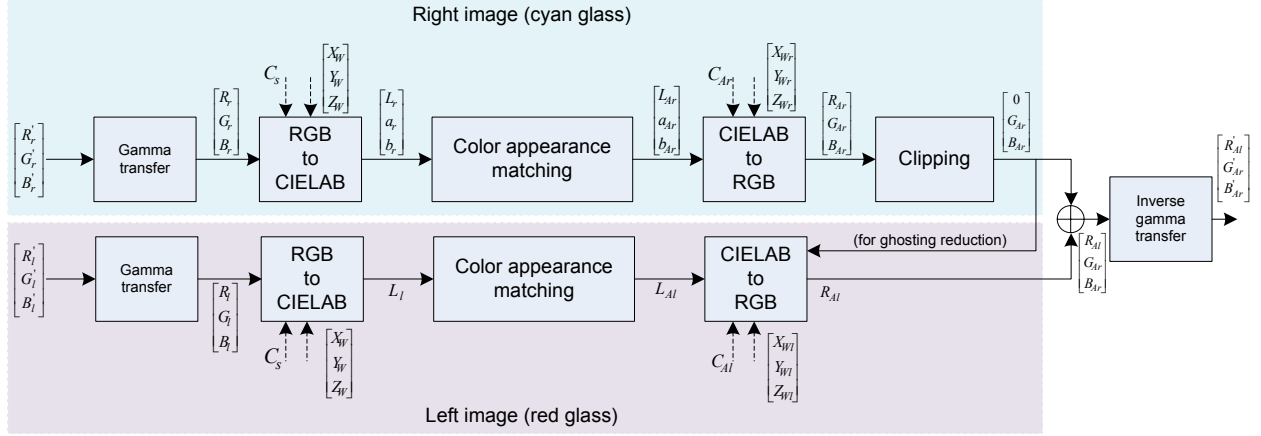 Right image (cyan glass)
R'r
G'r
B'r
Gamma
transfer
Rr
Gr
Br
Cs
XW
YW
ZW
RGB
to
CIELAB
Lr
ar
br
Color appearance
matching
LAr
aAr
bAr
CAr
XWr
YWr
ZWr
CIELAB
to
RGB
RAr
GAr
BAr
Clipping
0
GAr
BAr
R'Al
G'Ar
B'Ar
Inverse
gamma
transfer
RAl
GAr
BAr
(for ghosting reduction)
R'l
G'l
B'l
Gamma
transfer
Rl
Gl
Bl
RGB
to
CIELAB
Cs
XW
YW
ZW
Ll
Color appearance
matching
LAl
CIELAB
to
RGB
CAl
XWl
YWl
ZWl
RAl
Left image (red glass)